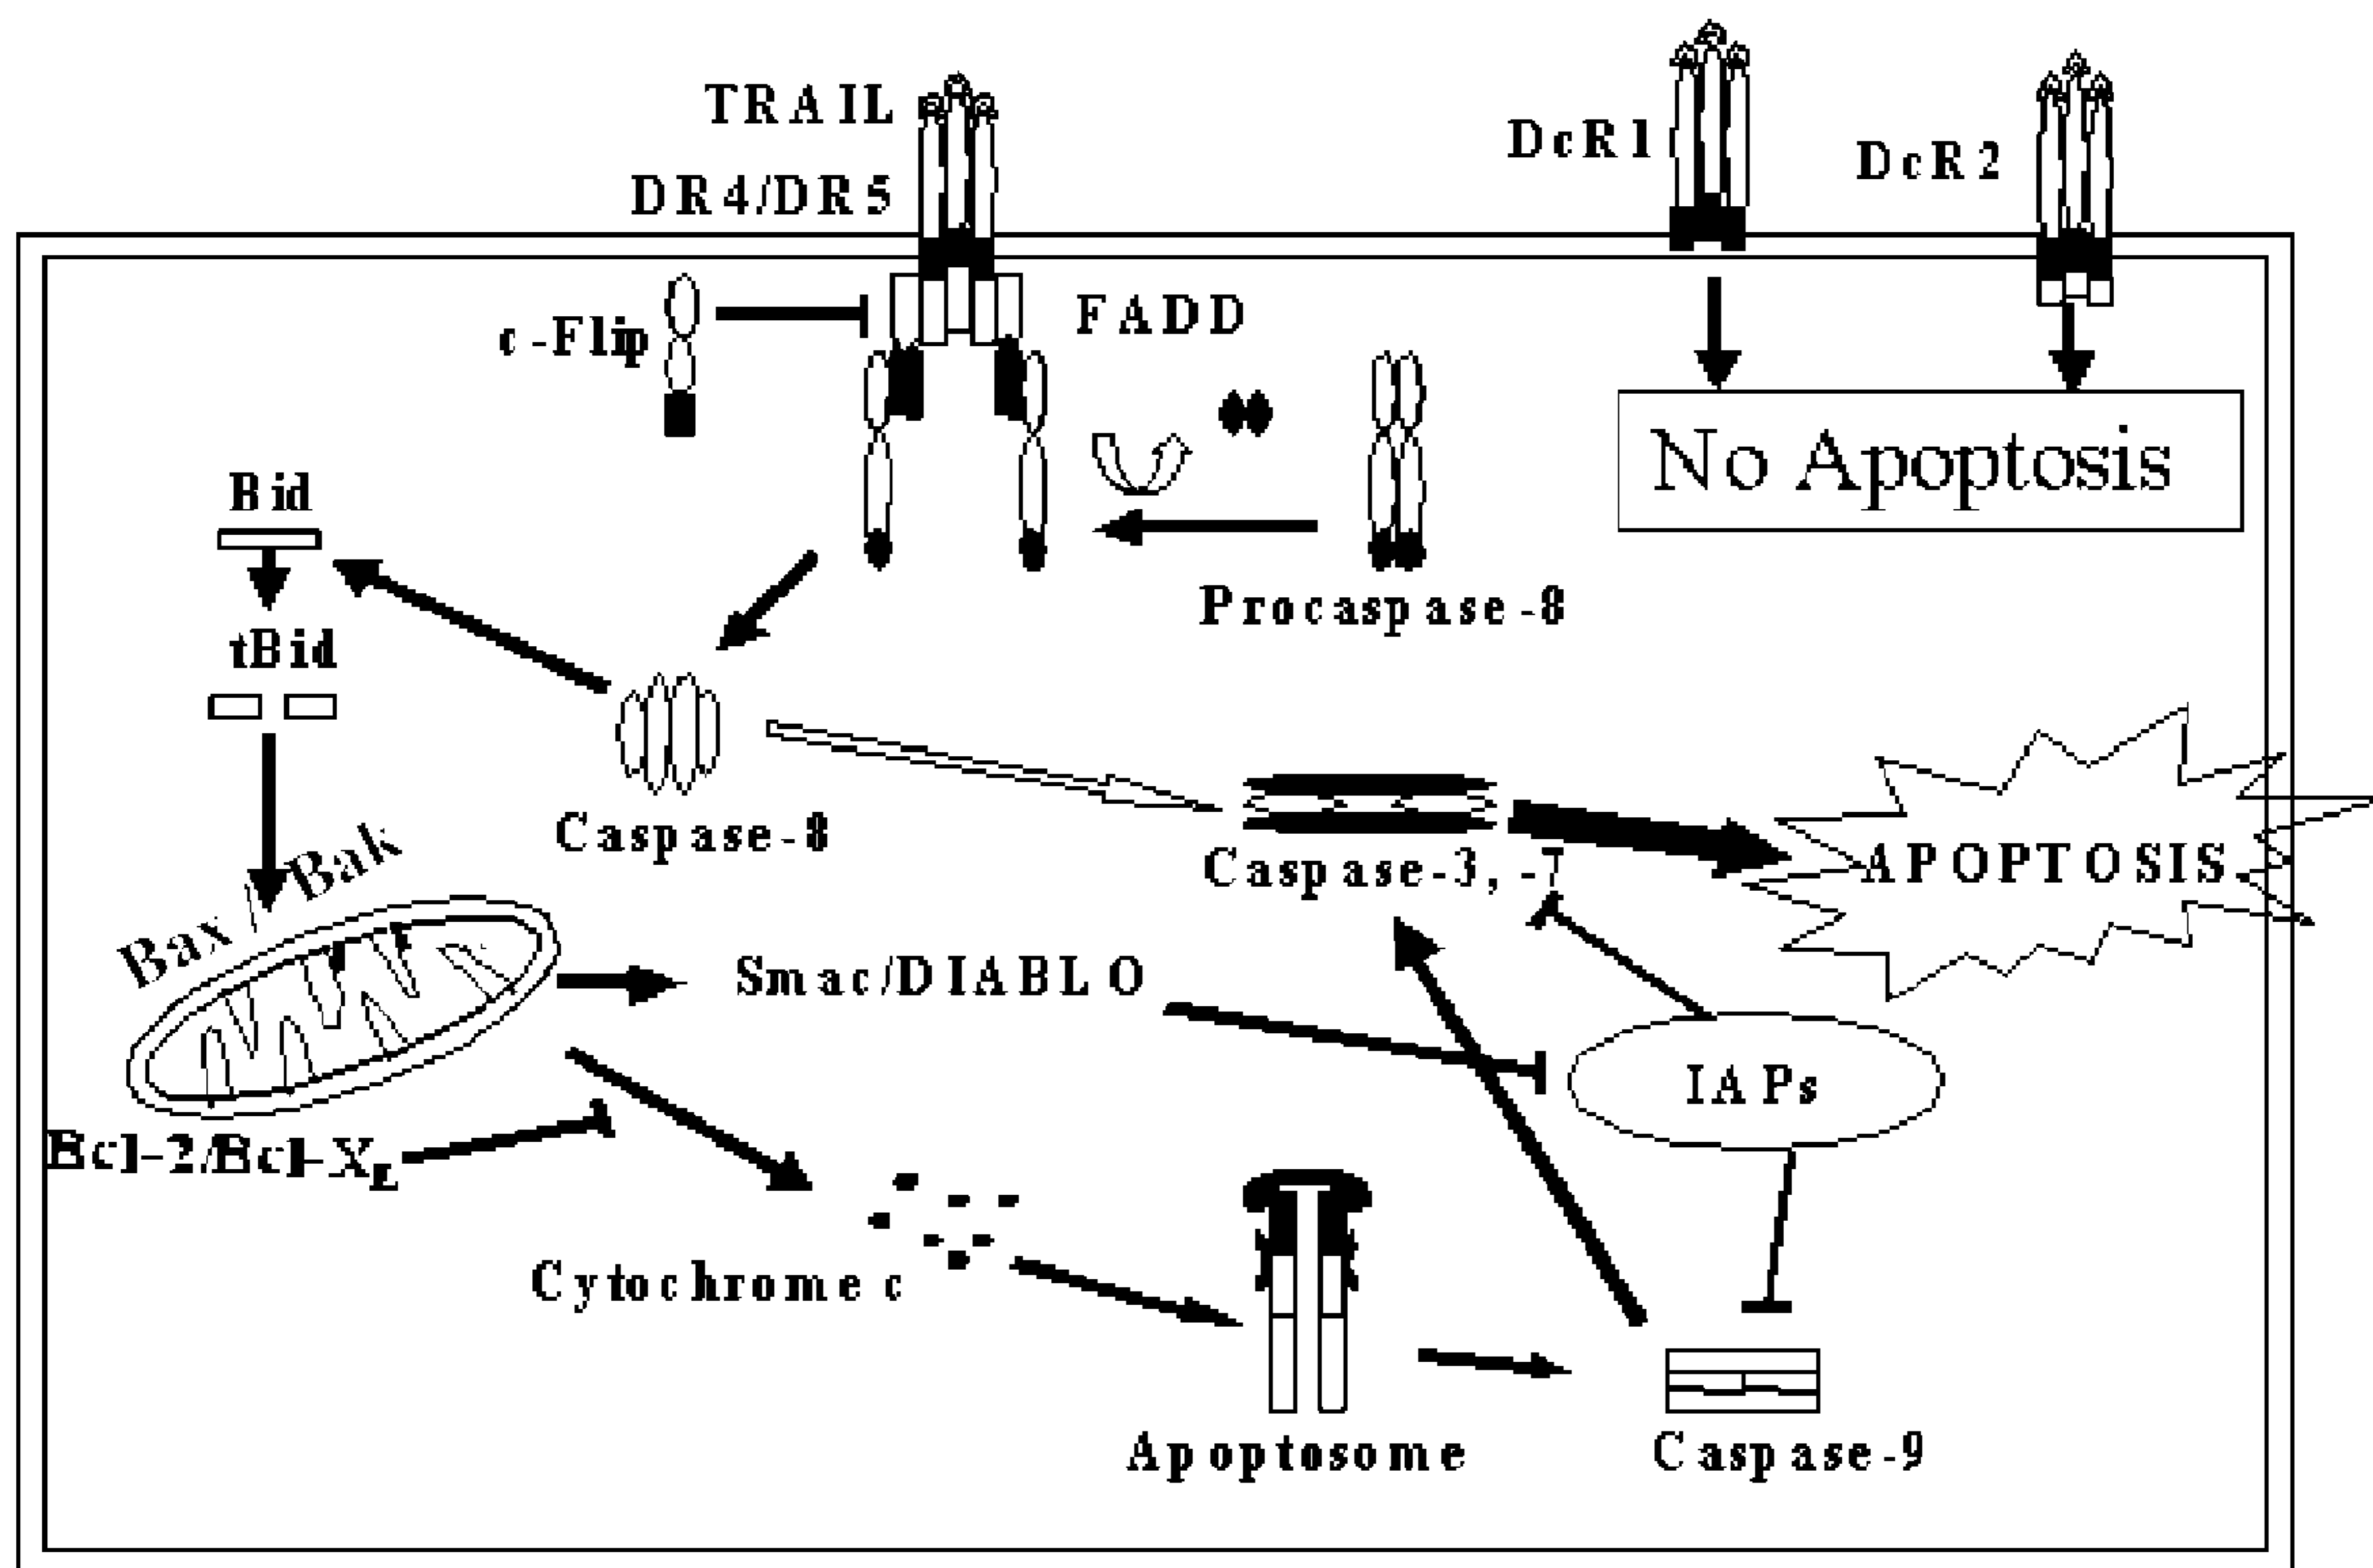 TRAIL
DR4/DR5
DcR1
DcR2
c-Flip
FADD
No Apoptosis
Bid
Procaspase-8
tBid
Caspase-8
Caspase-3, -7
APOPTOSIS
Bax / Bak
Smac/DIABLO
IAPs
Bcl-2/Bcl-XL
Cytochrome c
Apoptosome
Caspase-9